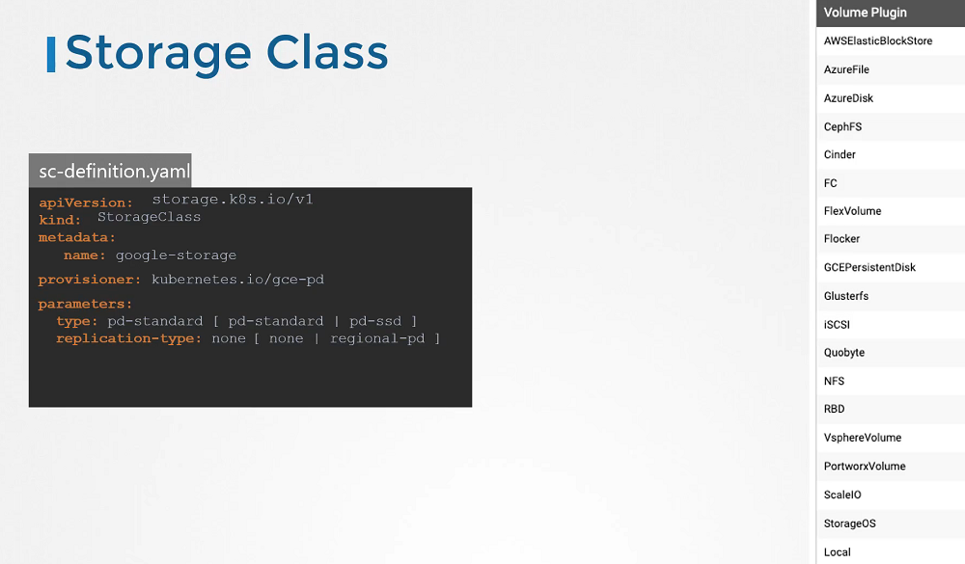 Storage Class
sc-definition.yaml
apiVersion: storage.k8s.io/v1
kind: StorageClass
metadata:
name: google-storage
provisioner: kubernetes.io/gce-pd
parameters:
type: pd-standard [ pd-standard | pd-ssd ]
replication-type: none [ none | regional-pd ]
Volume Plugin
AWSElasticBlockStore
AzureFile
AzureDisk
CephFS
Cinder
FC
FlexVolume
Flocker
GCEPersistentDisk
Glusterfs
iSCSI
Quobyte
NFS
RBD
VsphereVolume
PortworxVolume
ScaleIO
StorageOS
Local